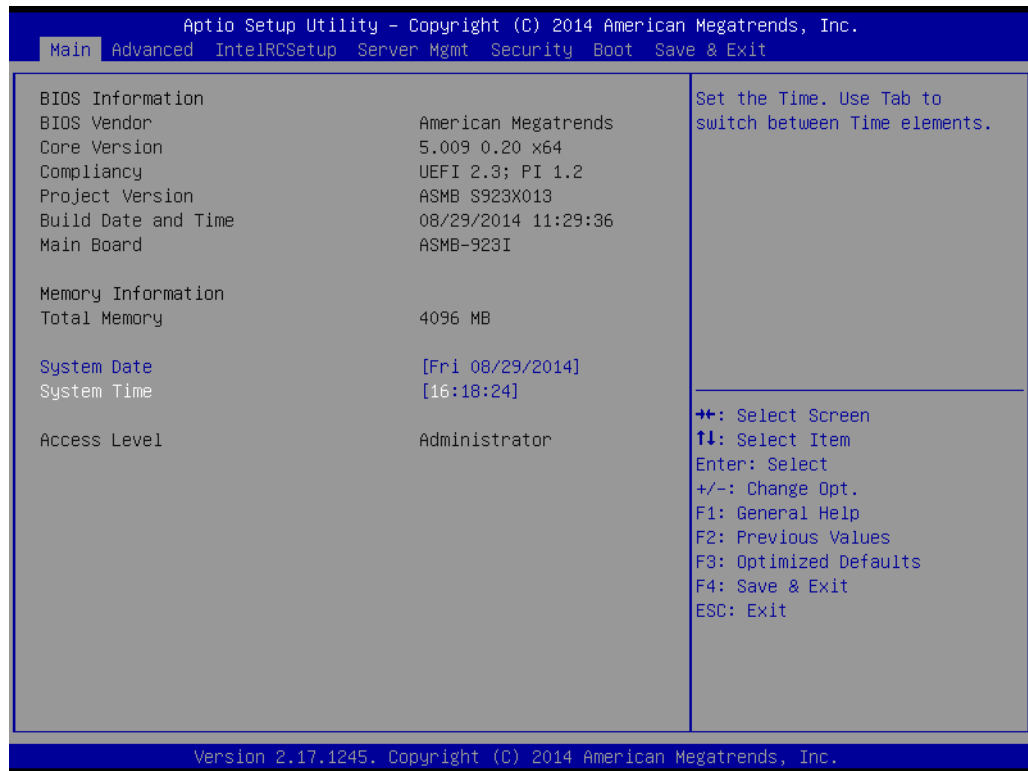 Aptio Setup Utility – Copyright (C) 2014 American Megatrends, Inc.
Main Advanced IntelRCSetup Server Mgmt Security Boot Save & Exit
BIOS Information
BIOS Vendor American Megatrends
Core Version 5.009 0.20 x64
Compliancy UEFI 2.3; PI 1.2
Project Version ASMB S923X013
Build Date and Time 08/29/2014 11:29:36
Main Board ASMB-923I
Memory Information
Total Memory 4096 MB
System Date [Fri 08/29/2014]
System Time [16:18:24]
Access Level Administrator
Set the Time. Use Tab to
switch between Time elements.
→←: Select Screen
↑↓: Select Item
Enter: Select
+/-: Change Opt.
F1: General Help
F2: Previous Values
F3: Optimized Defaults
F4: Save & Exit
ESC: Exit
Version 2.17.1245. Copyright (C) 2014 American Megatrends, Inc.